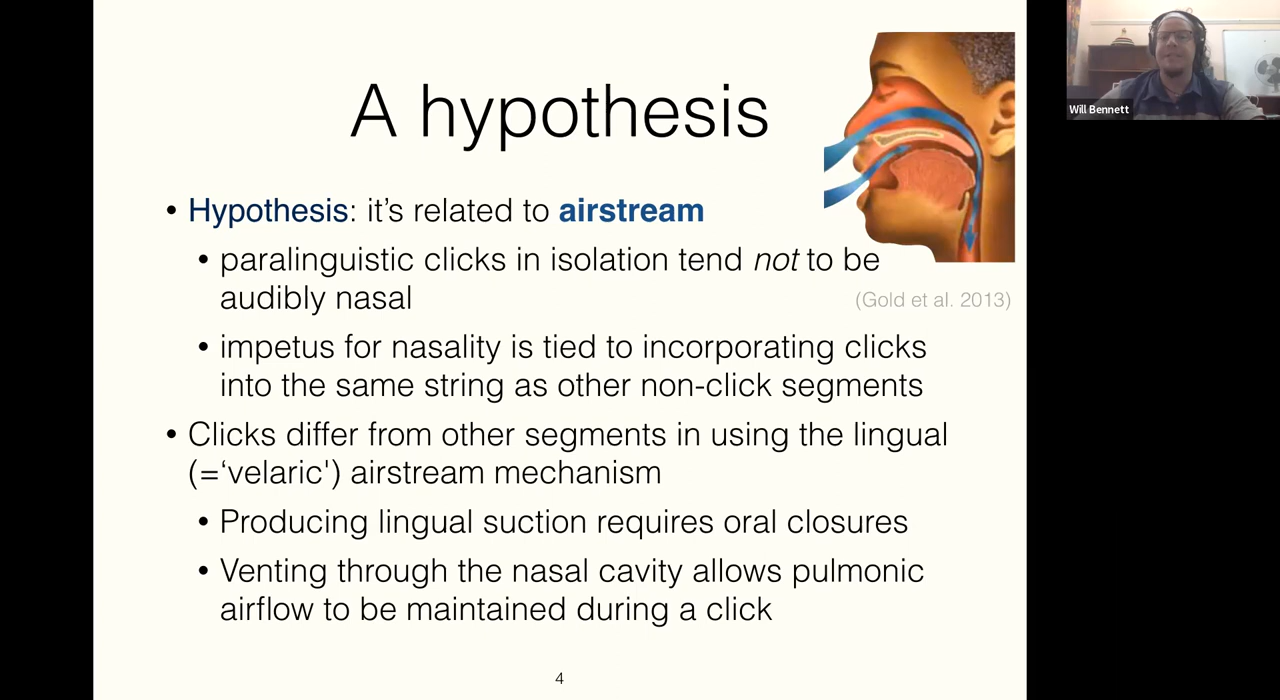 A hypothesis
• Hypothesis: it's related to airstream
• paralinguistic clicks in isolation tend not to be
audibly nasal
(Gold et al. 2013)
• impetus for nasality is tied to incorporating clicks
into the same string as other non-click segments
• Clicks differ from other segments in using the lingual
(=‘velaric') airstream mechanism
• Producing lingual suction requires oral closures
• Venting through the nasal cavity allows pulmonic
airflow to be maintained during a click
4
Will Bennett